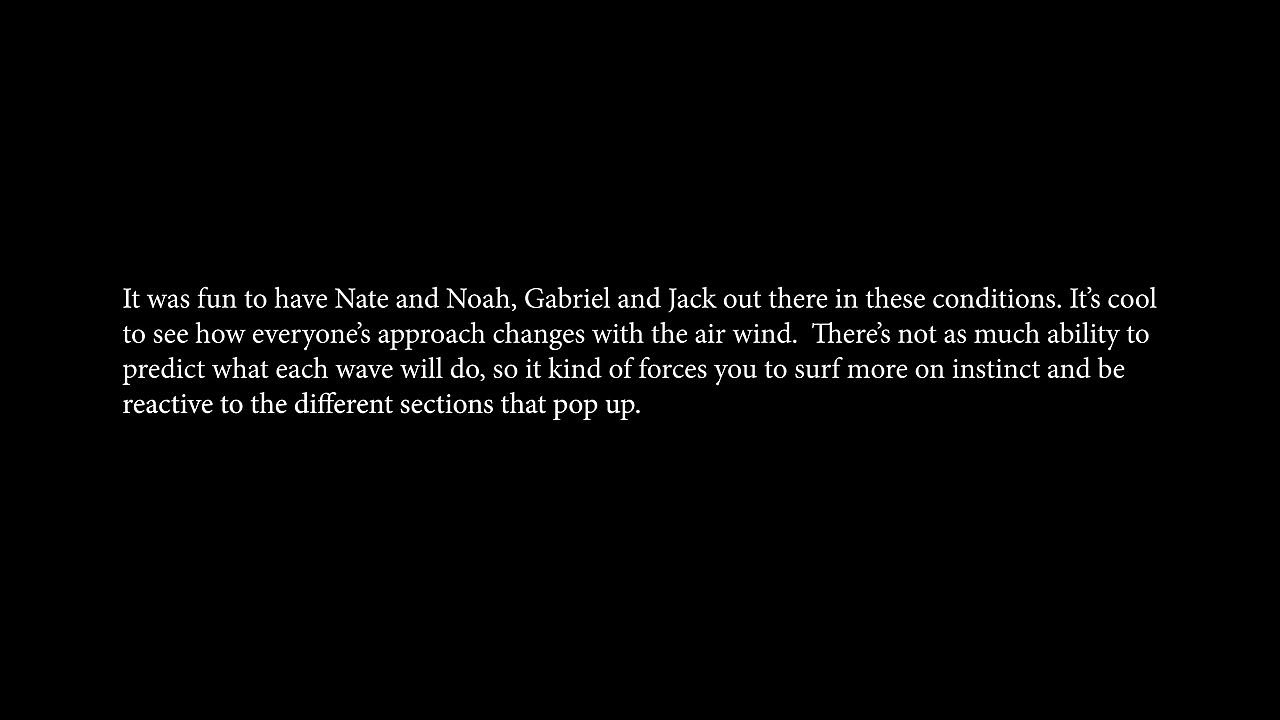 It was fun to have Nate and Noah, Gabriel and Jack out there in these conditions. It’s cool
to see how everyone’s approach changes with the air wind.  There’s not as much ability to
predict what each wave will do, so it kind of forces you to surf more on instinct and be
reactive to the different sections that pop up.